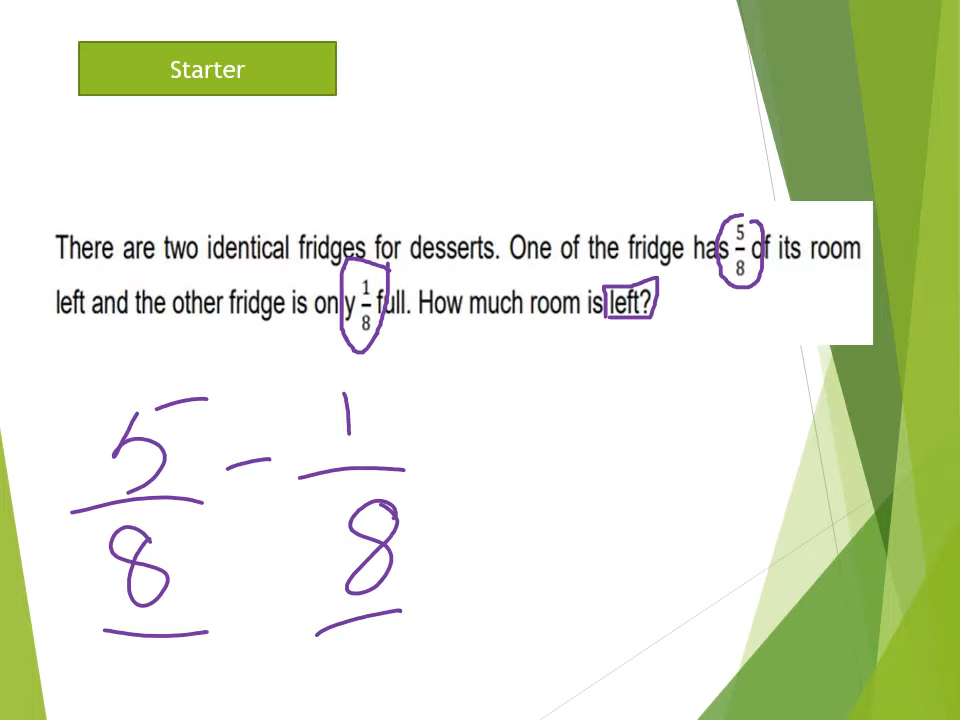 Starter
There are two identical fridges for desserts. One of the fridge has 5/8 of its room
left and the other fridge is only 1/8 full. How much room is left?
5/8 - 1/8